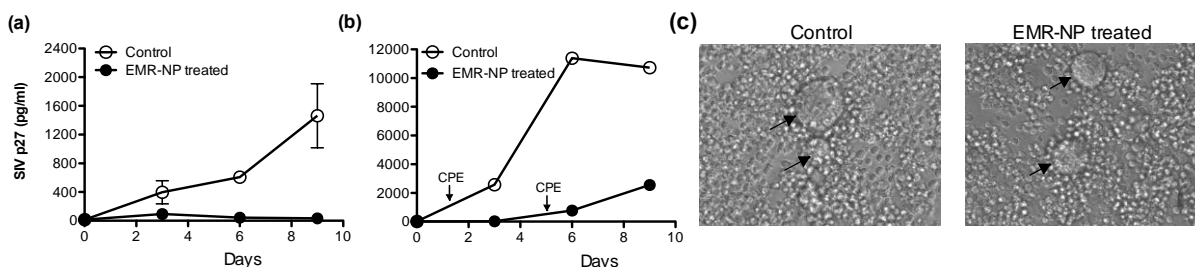 (a)
SIV p27 (pg/ml)
2400
2000
1600
1200
800
400
0
Control
EMR-NP treated
0 2 4 6 8 10
Days
(b)
12000
10000
8000
6000
4000
2000
0
Control
EMR-NP treated
CPE
CPE
0 2 4 6 8 10
Days
(c)
Control
EMR-NP treated